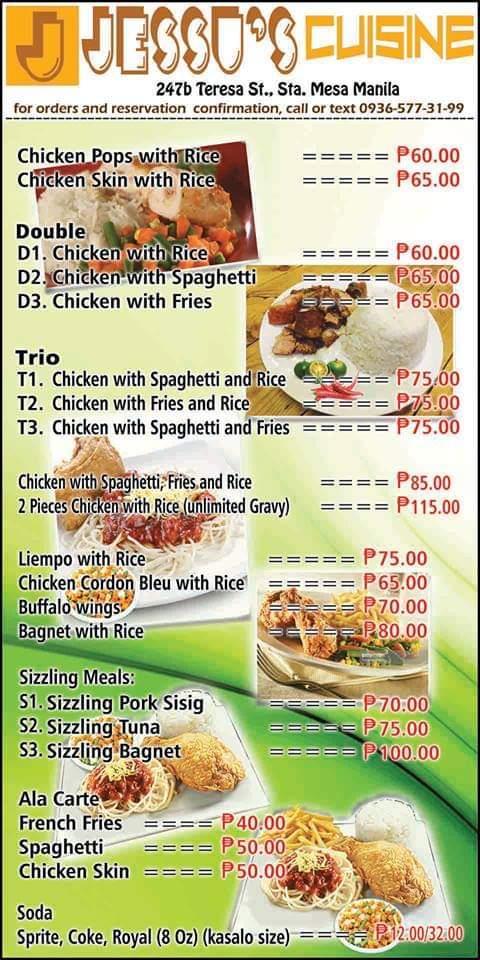 J JESSU'S CUISINE
247b Teresa St., Sta. Mesa Manila
for orders and reservation confirmation, call or text 0936-577-31-99
Chicken Pops with Rice ===== ₱60.00
Chicken Skin with Rice ===== ₱65.00
Double
D1. Chicken with Rice ===== ₱60.00
D2. Chicken with Spaghetti ===== ₱65.00
D3. Chicken with Fries ===== ₱65.00
Trio
T1. Chicken with Spaghetti and Rice ===== ₱75.00
T2. Chicken with Fries and Rice ===== ₱75.00
T3. Chicken with Spaghetti and Fries ===== ₱75.00
Chicken with Spaghetti, Fries and Rice ==== ₱85.00
2 Pieces Chicken with Rice (unlimited Gravy) ==== ₱115.00
Liempo with Rice ===== ₱75.00
Chicken Cordon Bleu with Rice ===== ₱65.00
Buffalo wings ===== ₱70.00
Bagnet with Rice ===== ₱80.00
Sizzling Meals:
S1. Sizzling Pork Sisig ===== ₱70.00
S2. Sizzling Tuna ===== ₱75.00
S3. Sizzling Bagnet ===== ₱100.00
Ala Carte
French Fries ==== ₱40.00
Spaghetti ==== ₱50.00
Chicken Skin ==== ₱50.00
Soda
Sprite, Coke, Royal (8 Oz) (kasalo size) ==== ₱12.00/32.00